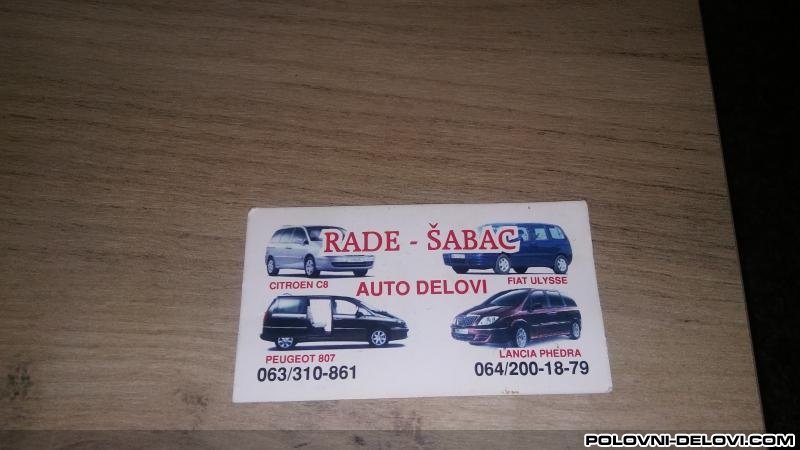 RADE - ŠABAC
CITROEN C8
FIAT ULYSSE
AUTO DELOVI
PEUGEOT 807
LANCIA PHEDRA
063/310-861
064/200-18-79
POLOVNI-DELOVI.COM